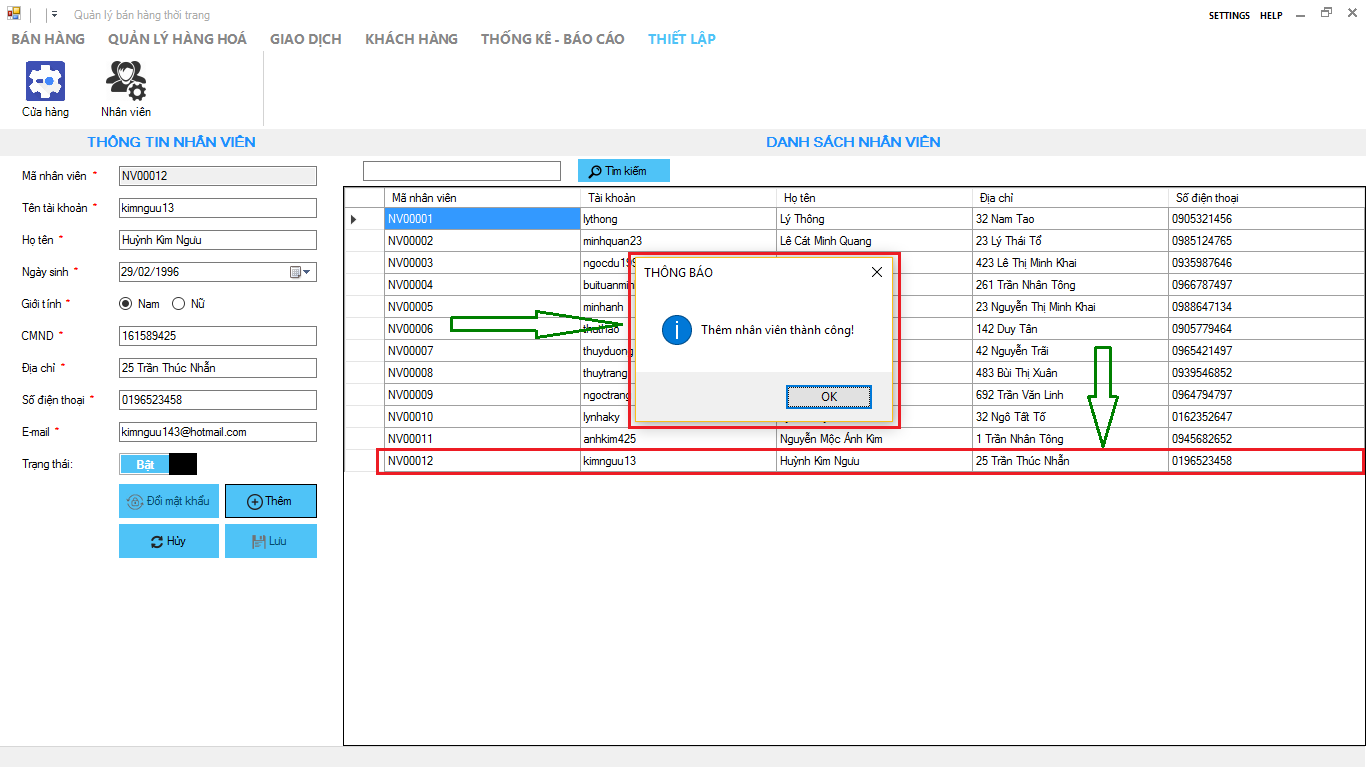 Quản lý bán hàng thời trang
SETTINGS HELP
BÁN HÀNG QUẢN LÝ HÀNG HOÁ GIAO DỊCH KHÁCH HÀNG THỐNG KÊ - BÁO CÁO THIẾT LẬP
Cửa hàng Nhân viên
THÔNG TIN NHÂN VIÊN
Mã nhân viên * NV00012
Tên tài khoản * kimnguu13
Họ tên * Huỳnh Kim Ngưu
Ngày sinh * 29/02/1996
Giới tính * Nam Nữ
CMND * 161589425
Địa chỉ * 25 Trần Thúc Nhẫn
Số điện thoại * 0196523458
E-mail * kimnguu143@hotmail.com
Trạng thái: Bật
Đổi mật khẩu Thêm
Hủy Lưu
DANH SÁCH NHÂN VIÊN
Tìm kiếm
Mã nhân viên Tài khoản Họ tên Địa chỉ Số điện thoại
NV00001 lythong Lý Thông 32 Nam Tao 0905321456
NV00002 minhquan23 Lê Cát Minh Quang 23 Lý Thái Tổ 0985124765
NV00003 ngocdu199 423 Lê Thị Minh Khai 0935987646
NV00004 buituanminh 261 Trần Nhân Tông 0966787497
NV00005 minhanh 23 Nguyễn Thị Minh Khai 0988647134
NV00006 thuthao 142 Duy Tân 0905779464
NV00007 thuyduong 42 Nguyễn Trãi 0965421497
NV00008 thuytrang 483 Bùi Thị Xuân 0939546852
NV00009 ngoctrang 692 Trần Văn Linh 0964794797
NV00010 lynhaky 32 Ngô Tất Tố 0162352647
NV00011 anhkim425 Nguyễn Mộc Ánh Kim 1 Trần Nhân Tông 0945682652
NV00012 kimnguu13 Huỳnh Kim Ngưu 25 Trần Thúc Nhẫn 0196523458
THÔNG BÁO
Thêm nhân viên thành công!
OK